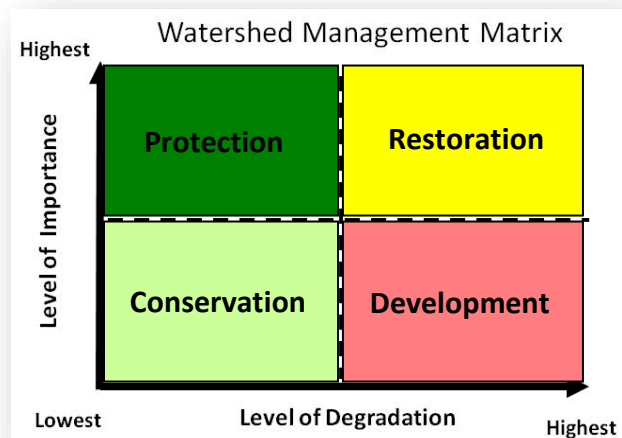 Watershed Management Matrix
Highest
Level of Importance
Protection
Restoration
Conservation
Development
Lowest
Level of Degradation
Highest